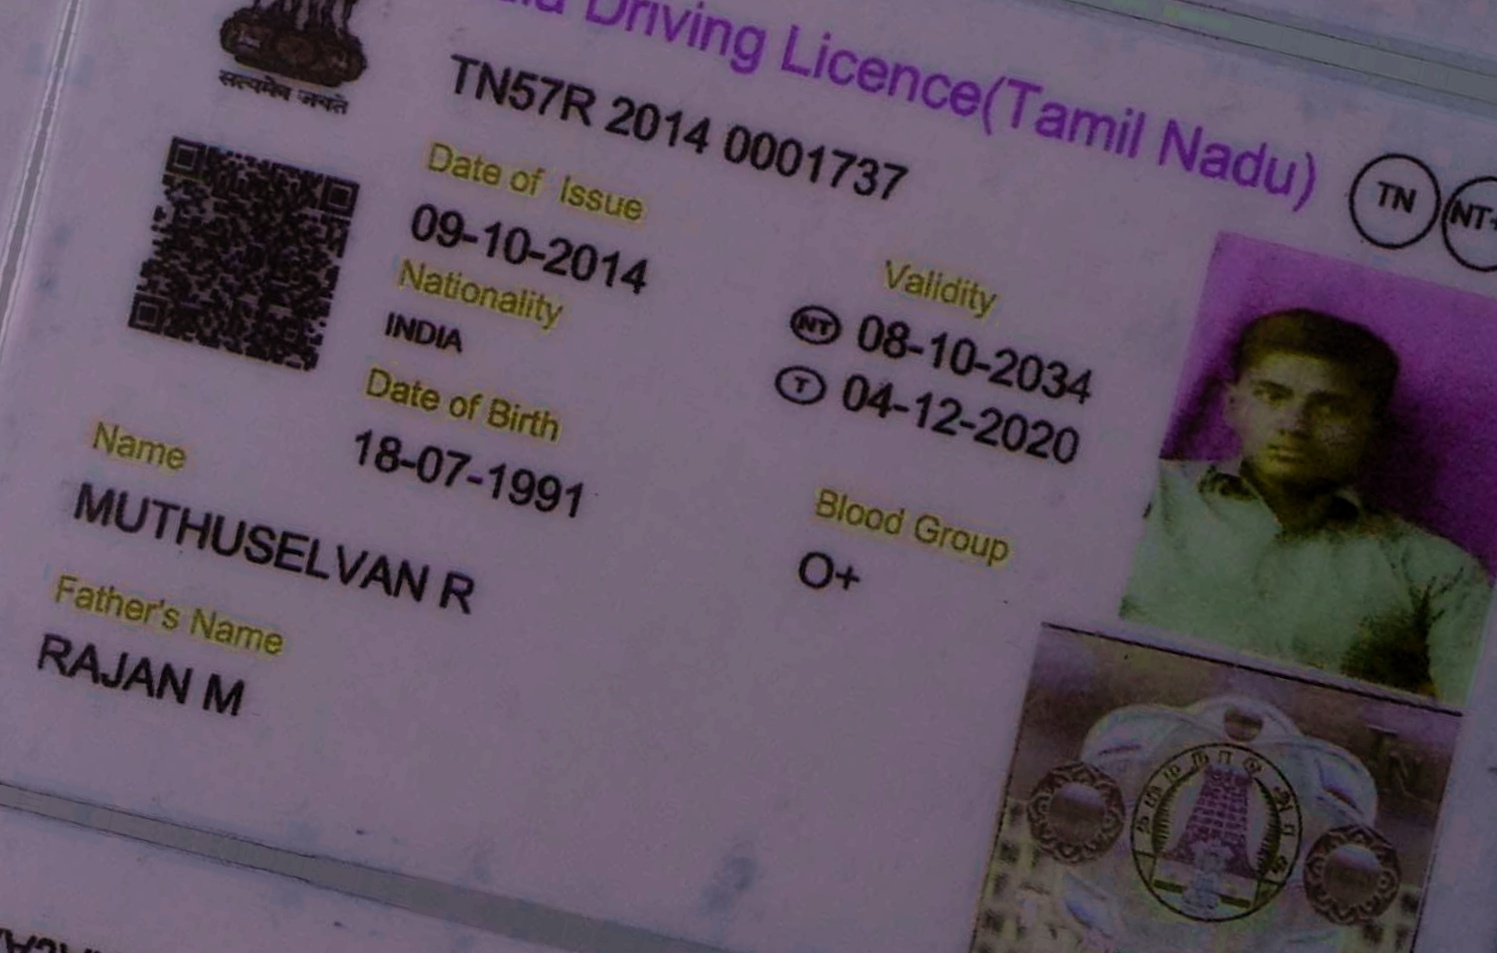 Driving Licence(Tamil Nadu)
सत्यमेव जयते
TN57R 2014 0001737
TN
NT+
Date of Issue
09-10-2014
Validity
Nationality
INDIA
NT 08-10-2034
T 04-12-2020
Date of Birth
18-07-1991
Name
MUTHUSELVAN R
Blood Group
O+
Father's Name
RAJAN M